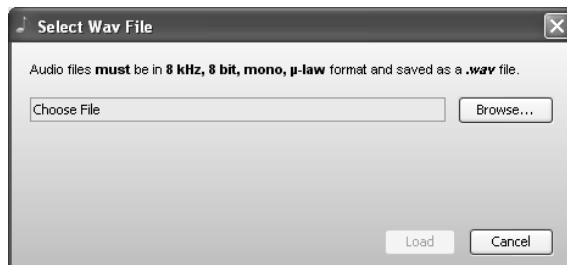 Select Wav File
Audio files must be in 8 kHz, 8 bit, mono, µ-law format and saved as a .wav file.
Choose File
Browse...
Load
Cancel